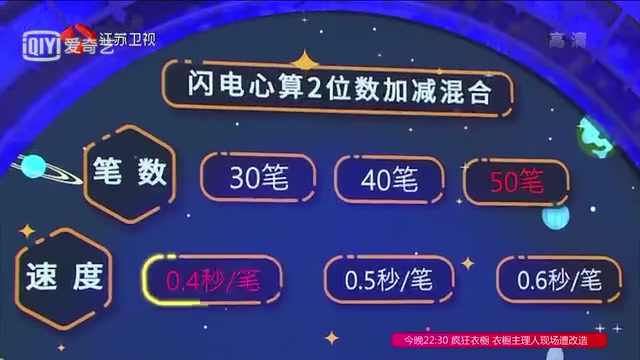 iQIYI 爱奇艺
江苏卫视
高清
闪电心算2位数加减混合
笔数 30笔 40笔 50笔
速度 0.4秒/笔 0.5秒/笔 0.6秒/笔
今晚22:30 疯狂衣橱 衣橱主理人现场遭改造